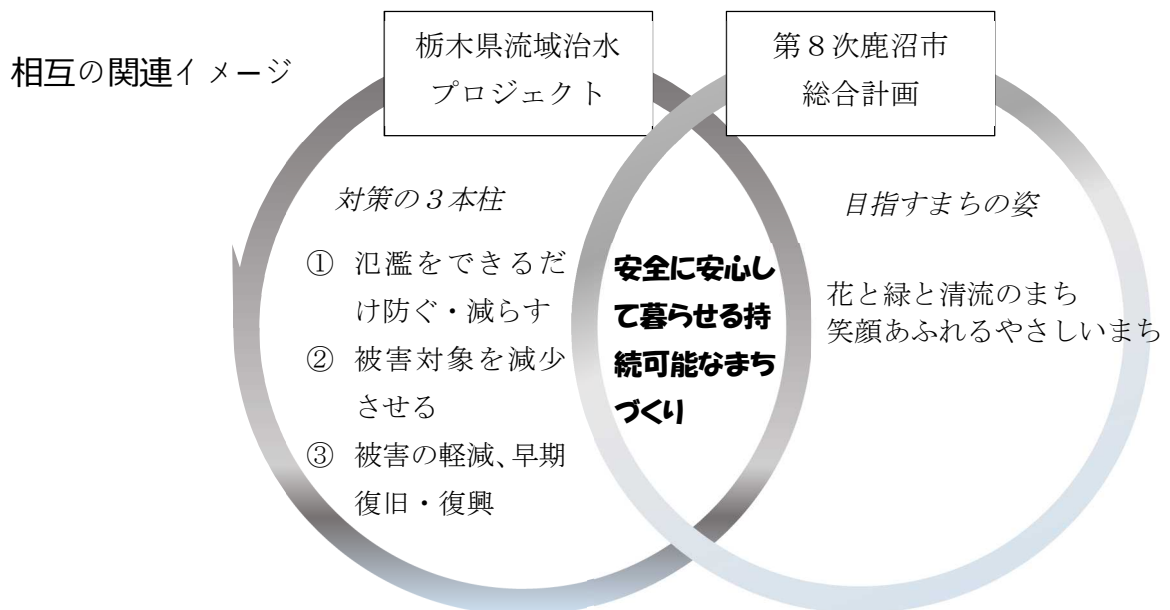 相互の関連イメージ
栃木県流域治水
プロジェクト
第８次鹿沼市
総合計画
対策の３本柱
① 氾濫をできるだ
け防ぐ・減らす
② 被害対象を減少
させる
③ 被害の軽減、早期
復旧・復興
安全に安心し
て暮らせる持
続可能なまち
づくり
目指すまちの姿
花と緑と清流のまち
笑顔あふれるやさしいまち